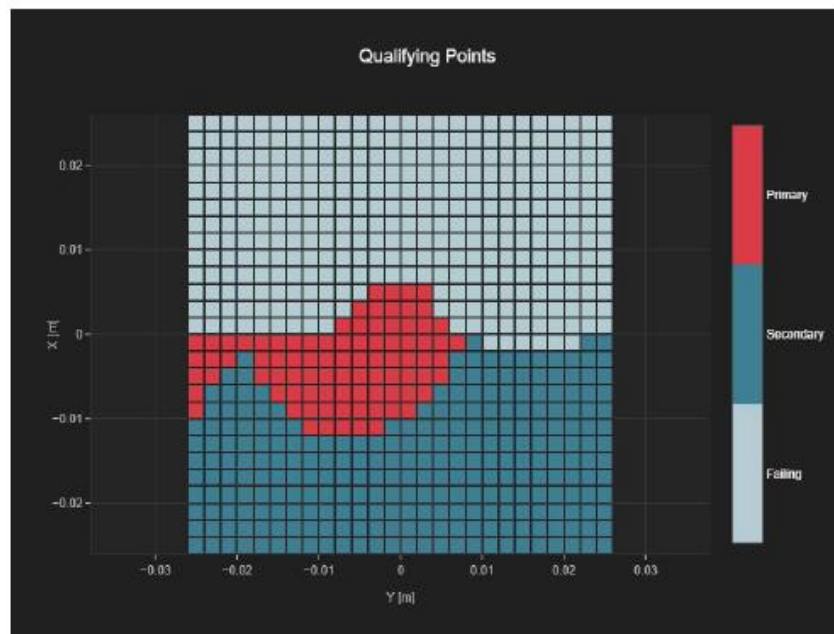 Qualifying Points
0.02
0.01
0
−0.01
−0.02
X [m]
−0.03
−0.02
−0.01
0
0.01
0.02
0.03
Y [m]
Primary
Secondary
Failing